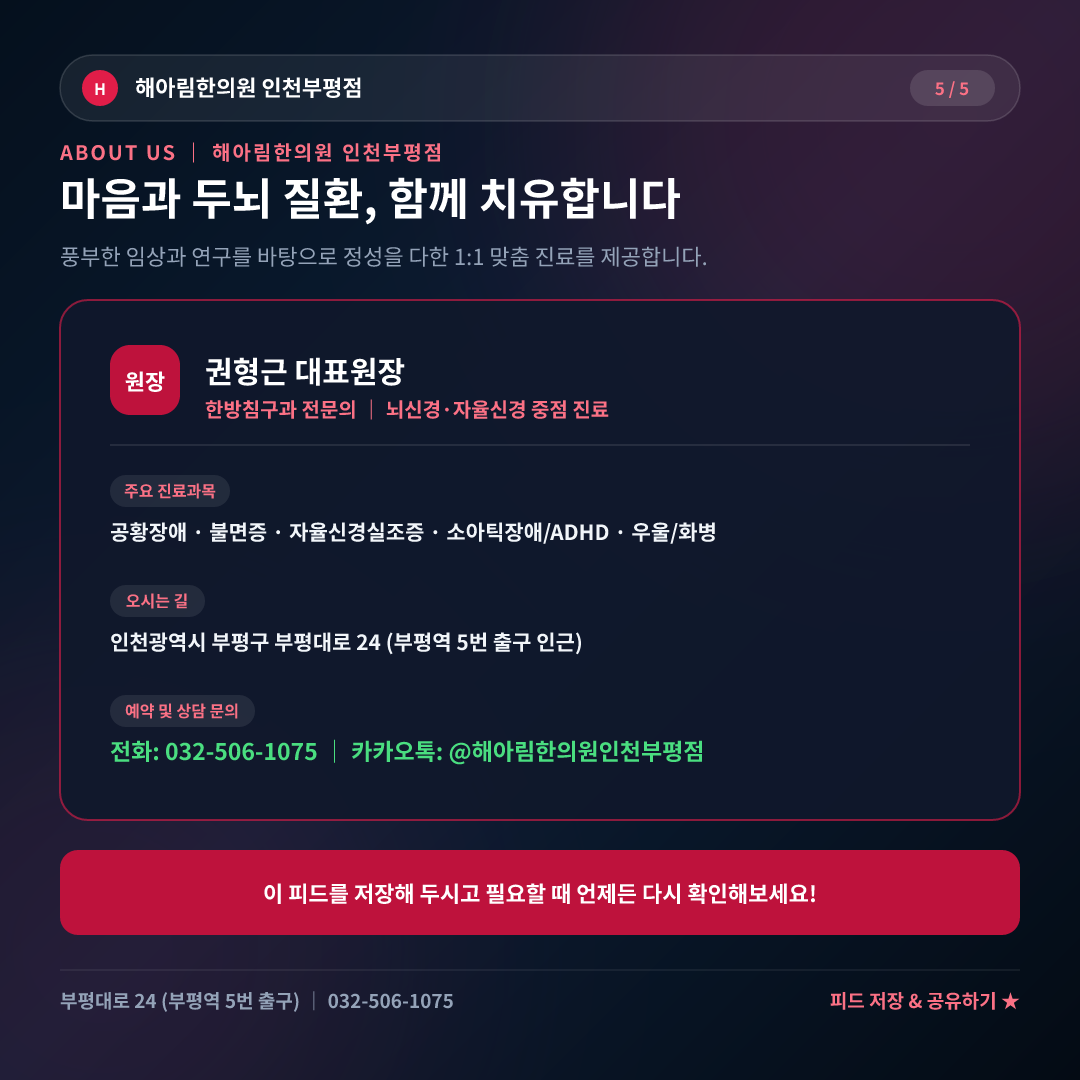 H 해아림한의원 인천부평점 5 / 5
ABOUT US | 해아림한의원 인천부평점
마음과 두뇌 질환, 함께 치유합니다
풍부한 임상과 연구를 바탕으로 정성을 다한 1:1 맞춤 진료를 제공합니다.
원장 권형근 대표원장
한방침구과 전문의 | 뇌신경·자율신경 중점 진료
주요 진료과목
공황장애 · 불면증 · 자율신경실조증 · 소아틱장애/ADHD · 우울/화병
오시는 길
인천광역시 부평구 부평대로 24 (부평역 5번 출구 인근)
예약 및 상담 문의
전화: 032-506-1075 | 카카오톡: @해아림한의원인천부평점
이 피드를 저장해 두시고 필요할 때 언제든 다시 확인해보세요!
부평대로 24 (부평역 5번 출구) | 032-506-1075 피드 저장 & 공유하기 ★